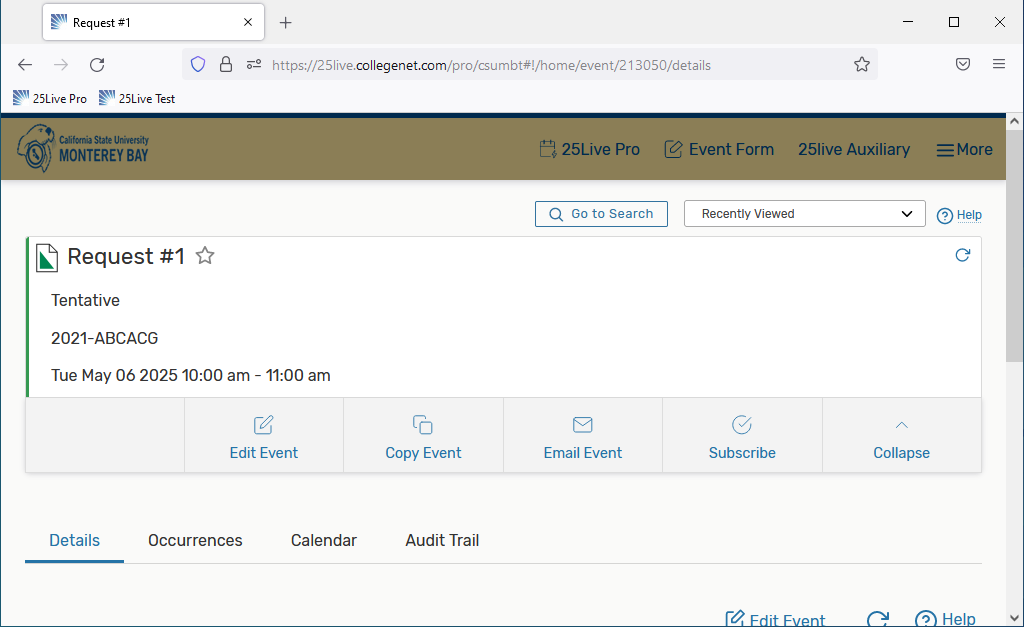 Request #1
https://25live.collegenet.com/pro/csumbt#!/home/event/213050/details
25Live Pro 25Live Test
California State University
MONTEREY BAY
25Live Pro Event Form 25live Auxiliary More
Go to Search Recently Viewed Help
Request #1
Tentative
2021-ABCACG
Tue May 06 2025 10:00 am - 11:00 am
Edit Event Copy Event Email Event Subscribe Collapse
Details Occurrences Calendar Audit Trail
Edit Event Help